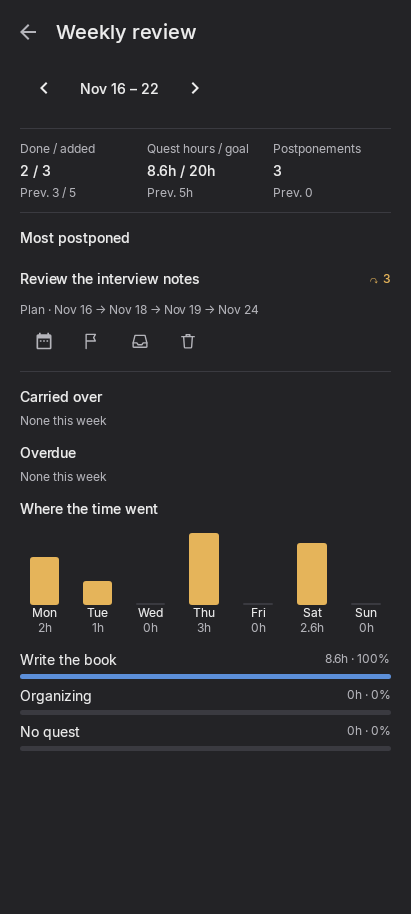 Weekly review
Nov 16 – 22
Done / added
Quest hours / goal
Postponements
2 / 3
8.6h / 20h
3
Prev. 3 / 5
Prev. 5h
Prev. 0
Most postponed
Review the interview notes
3
Plan · Nov 16 → Nov 18 → Nov 19 → Nov 24
Carried over
None this week
Overdue
None this week
Where the time went
Mon
Tue
Wed
Thu
Fri
Sat
Sun
2h
1h
0h
3h
0h
2.6h
0h
Write the book
8.6h · 100%
Organizing
0h · 0%
No quest
0h · 0%